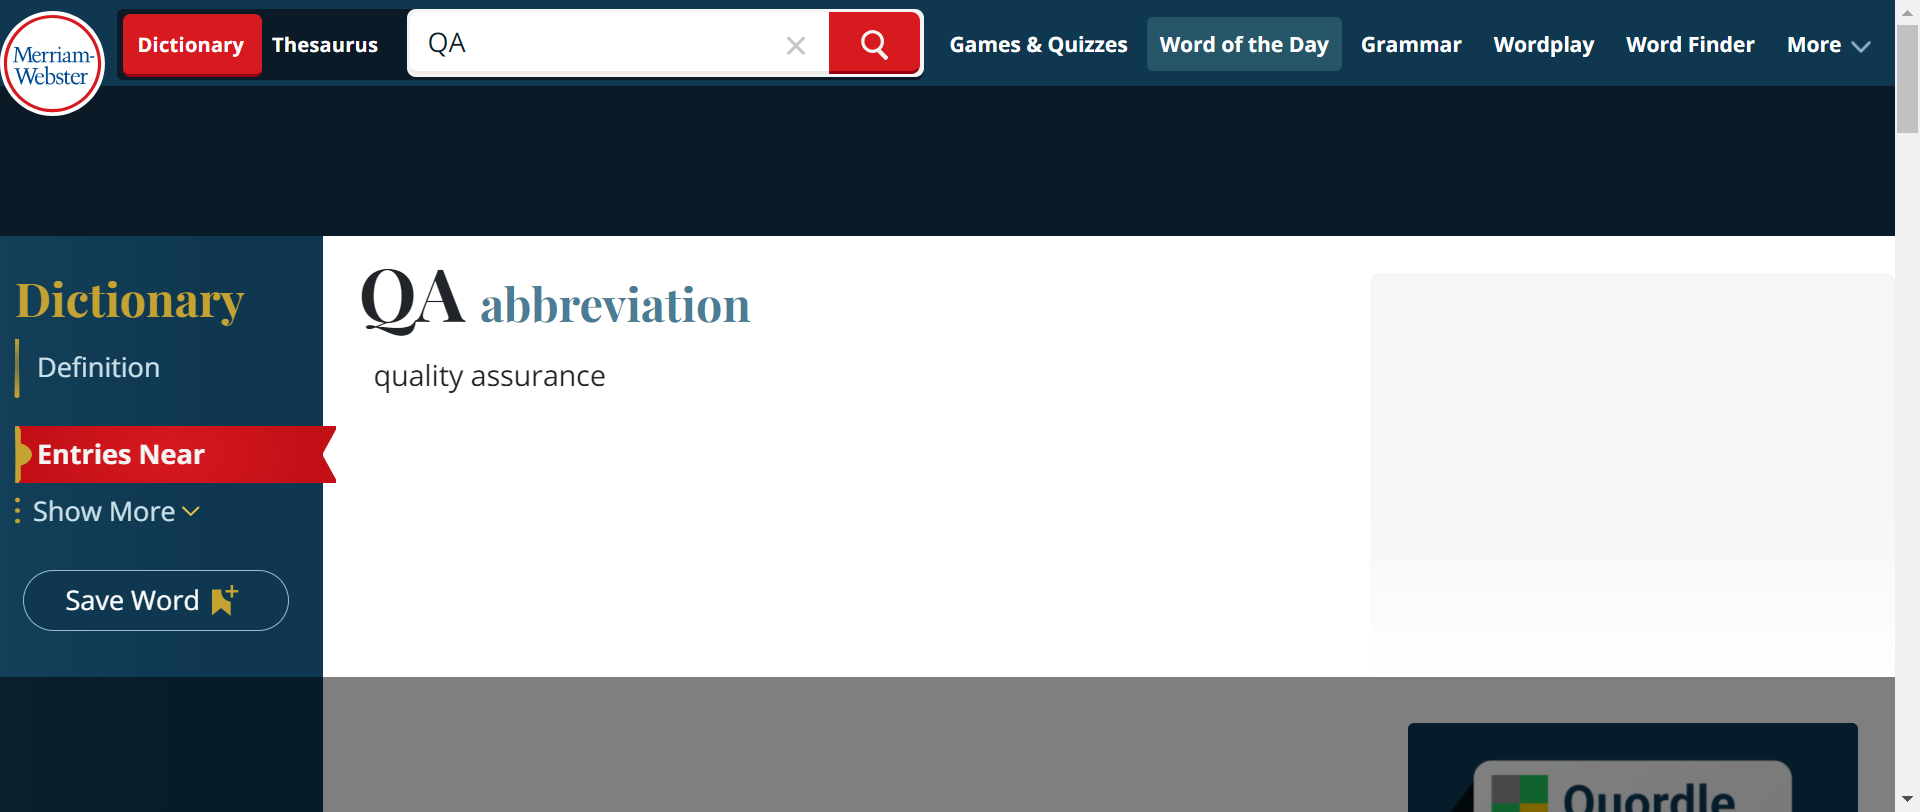 Merriam-
Webster
Dictionary
Thesaurus
QA
Games & Quizzes
Word of the Day
Grammar
Wordplay
Word Finder
More
Dictionary
Definition
Entries Near
Show More
Save Word
QA abbreviation
quality assurance
Quordle